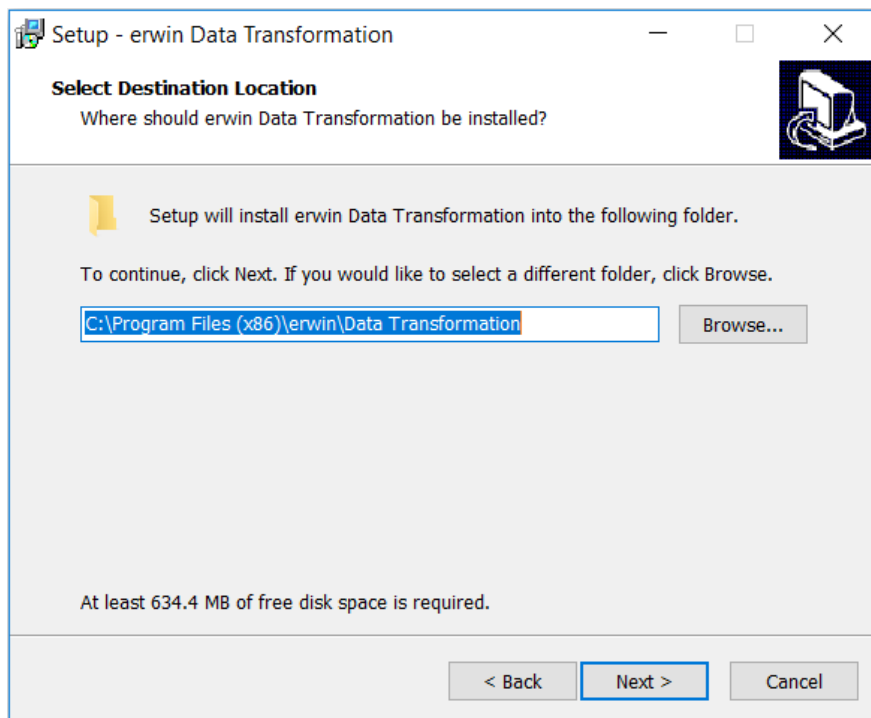 Setup - erwin Data Transformation
Select Destination Location
Where should erwin Data Transformation be installed?
Setup will install erwin Data Transformation into the following folder.
To continue, click Next. If you would like to select a different folder, click Browse.
C:\Program Files (x86)\erwin\Data Transformation
Browse...
At least 634.4 MB of free disk space is required.
< Back
Next >
Cancel